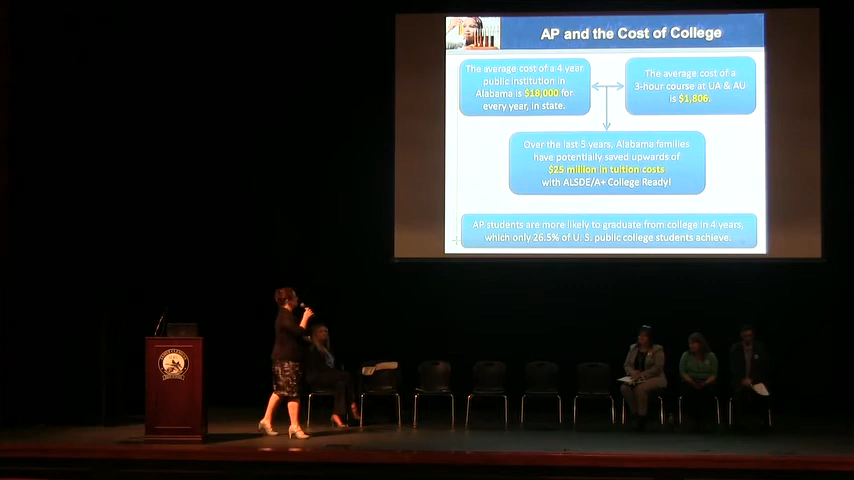 AP and the Cost of College
The average cost of a 4 year
public institution in
Alabama is $18,000 for
every year, in state.
The average cost of a
3-hour course at UA & AU
is $1,806.
Over the last 5 years, Alabama families
have potentially saved upwards of
$25 million in tuition costs
with ALSDE/A+ College Ready!
AP students are more likely to graduate from college in 4 years,
which only 26.5% of U. S. public college students achieve.